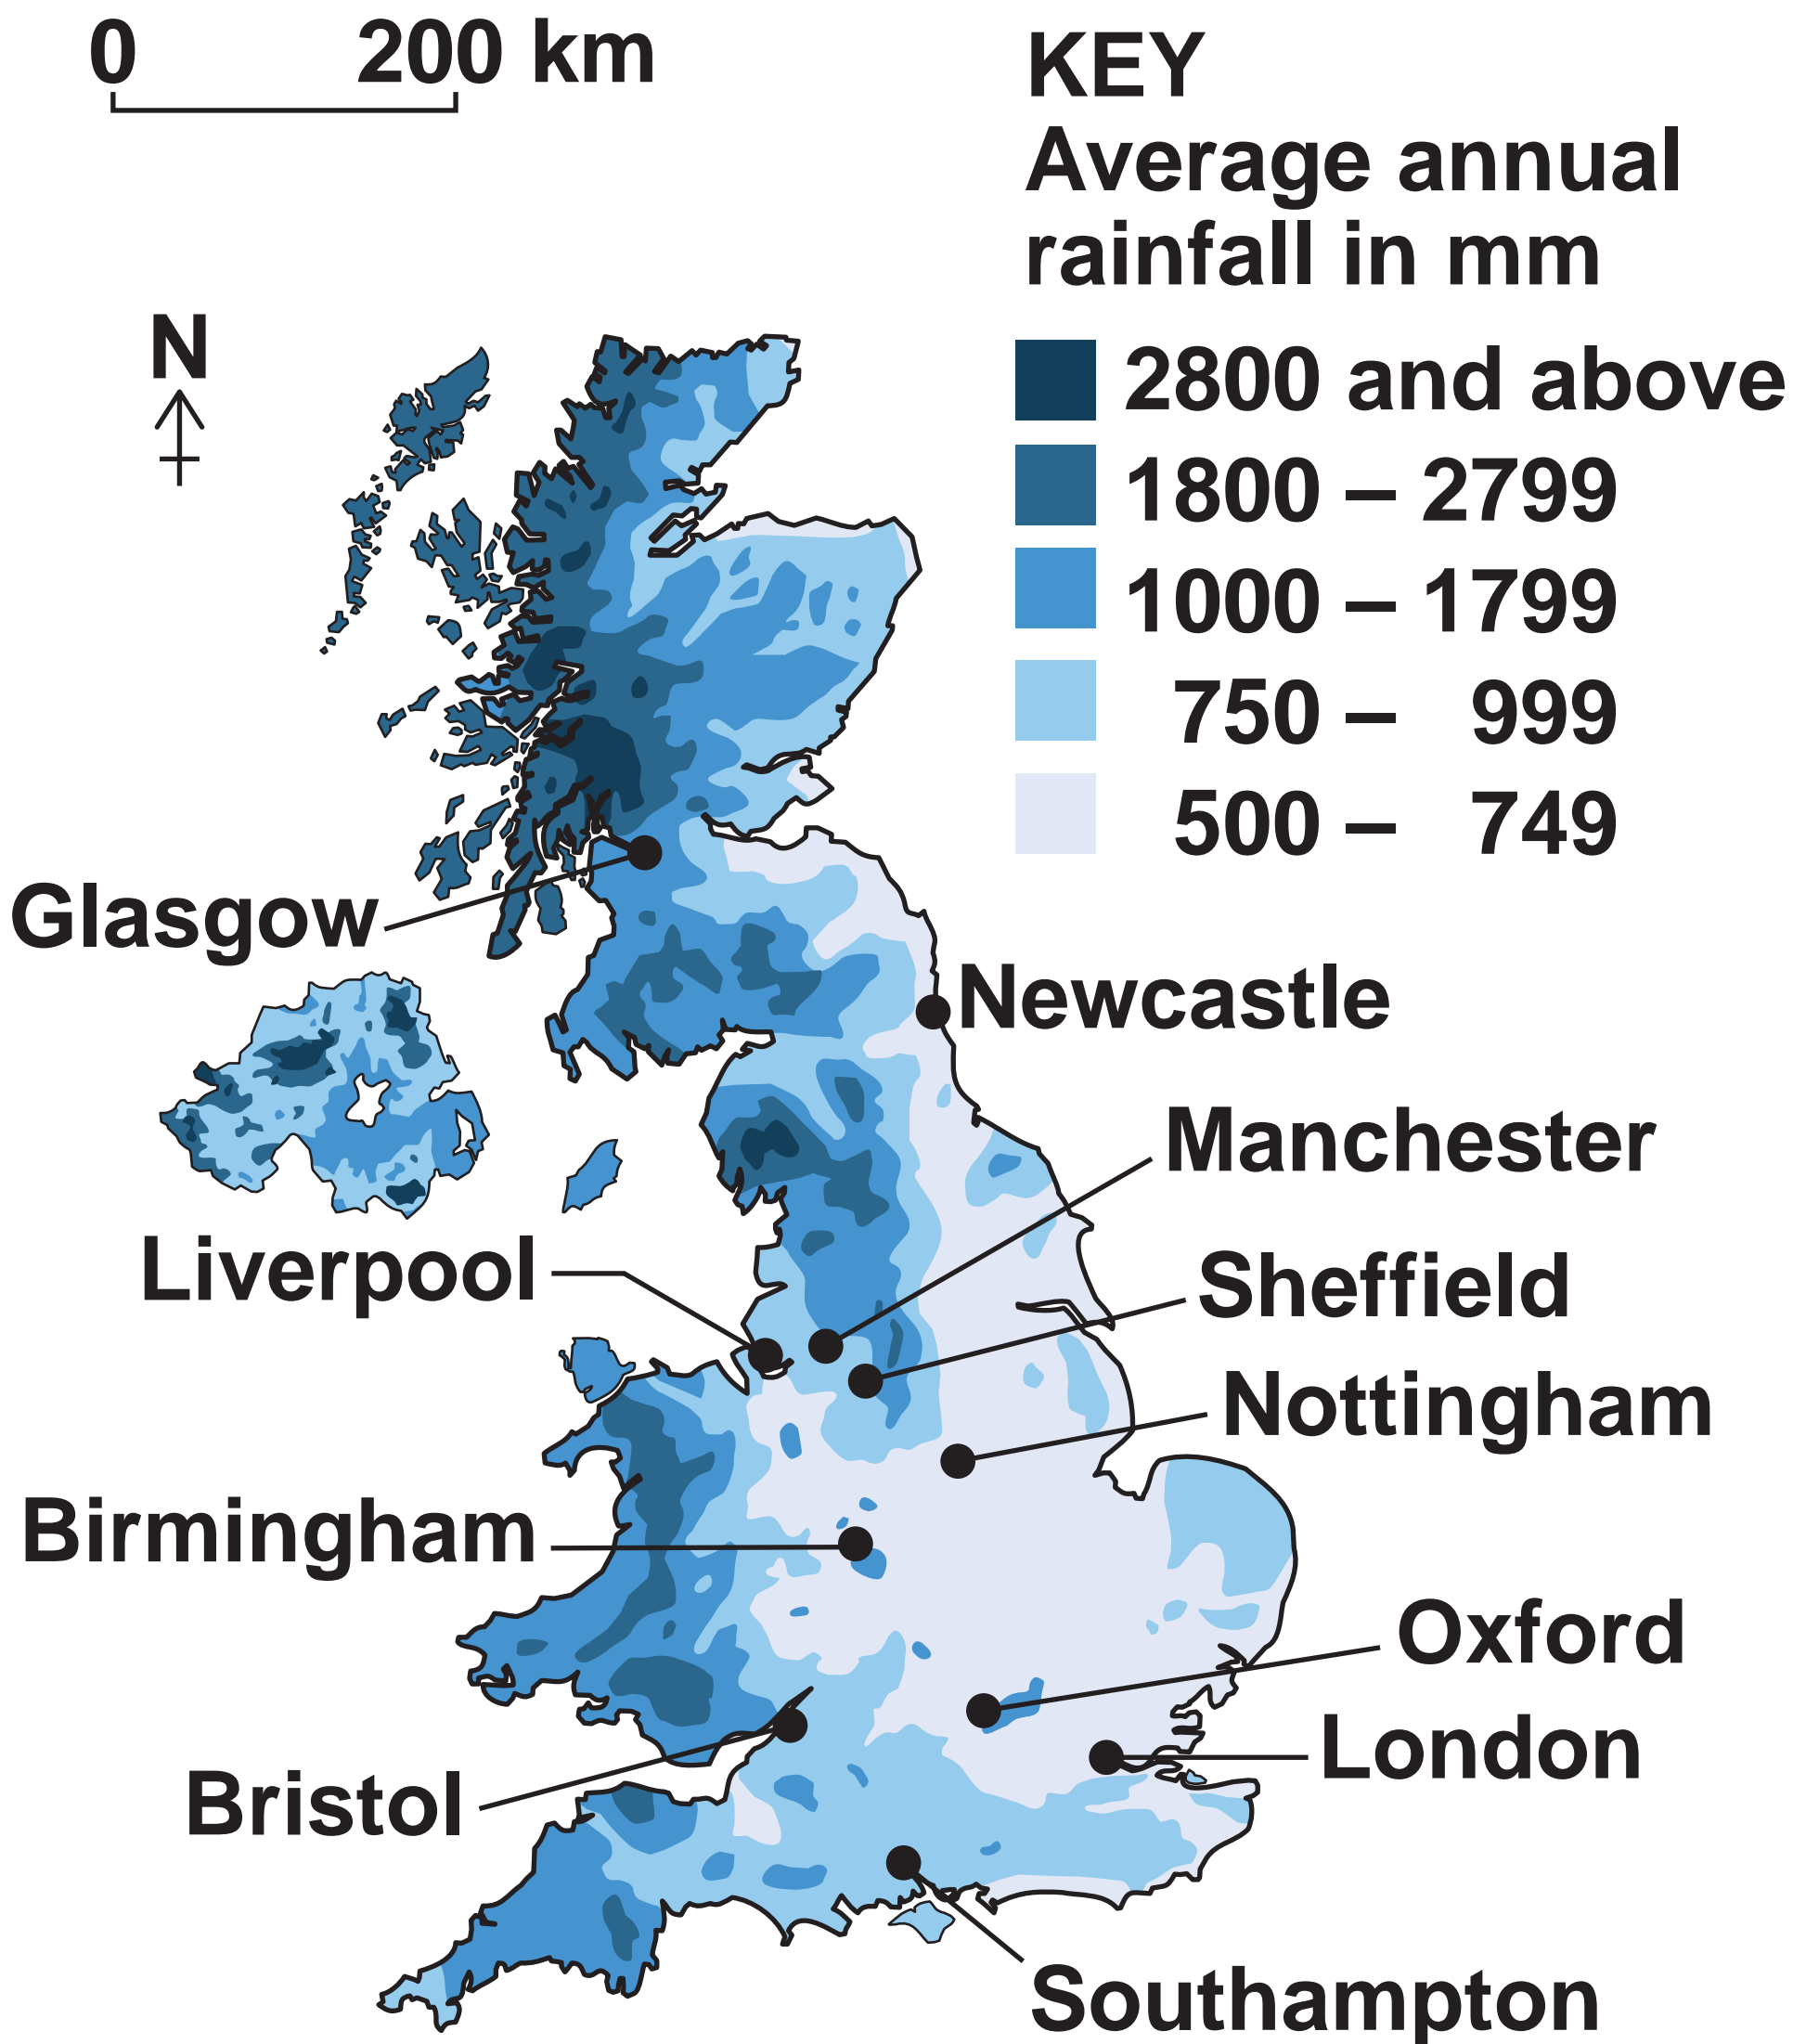 0 200 km
KEY
Average annual
rainfall in mm
N
2800 and above
1800 – 2799
1000 – 1799
750 – 999
500 – 749
Glasgow
Newcastle
Manchester
Liverpool
Sheffield
Nottingham
Birmingham
Oxford
London
Bristol
Southampton